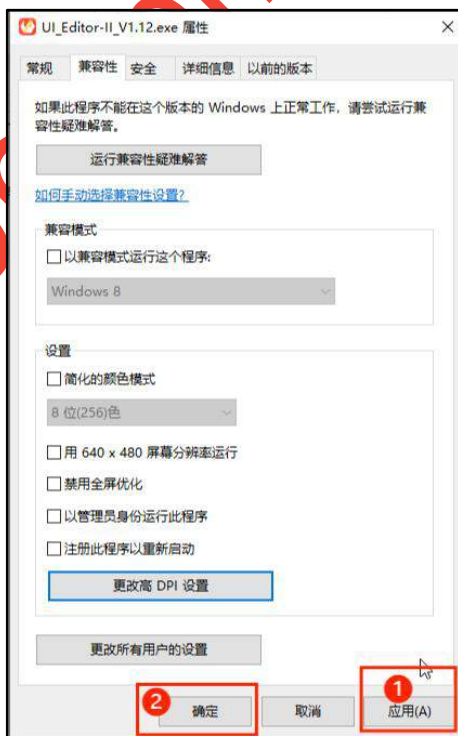 UI_Editor-II_V1.12.exe 属性
常规 兼容性 安全 详细信息 以前的版本
如果此程序不能在这个版本的 Windows 上正常工作，请尝试运行兼
容性疑难解答。
运行兼容性疑难解答
如何手动选择兼容性设置?
兼容模式
以兼容模式运行这个程序:
Windows 8
设置
简化的颜色模式
8 位(256)色
用 640 x 480 屏幕分辨率运行
禁用全屏优化
以管理员身份运行此程序
注册此程序以重新启动
更改高 DPI 设置
更改所有用户的设置
2 确定 取消 1 应用(A)